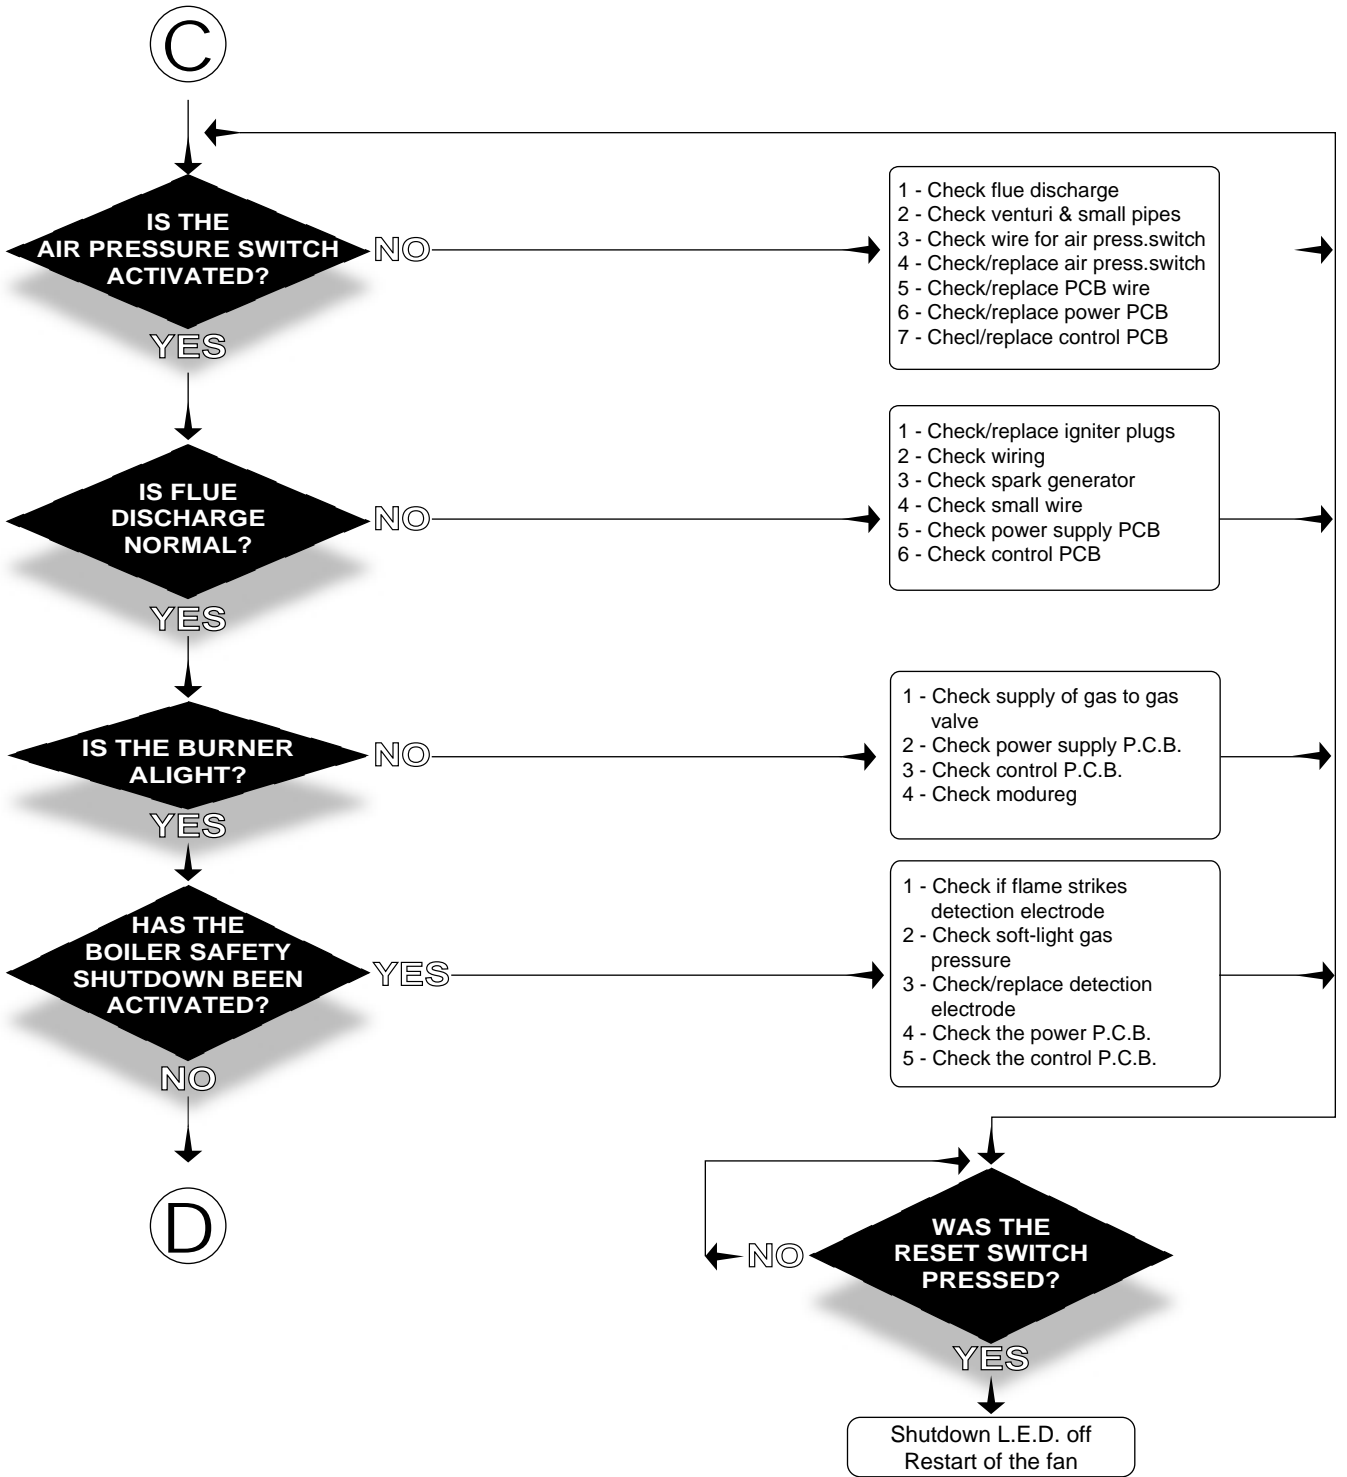 C
IS THE
AIR PRESSURE SWITCH
ACTIVATED?
NO
1 - Check flue discharge
2 - Check venturi & small pipes
3 - Check wire for air press.switch
4 - Check/replace air press.switch
5 - Check/replace PCB wire
6 - Check/replace power PCB
7 - Checl/replace control PCB
YES
IS FLUE
DISCHARGE
NORMAL?
NO
1 - Check/replace igniter plugs
2 - Check wiring
3 - Check spark generator
4 - Check small wire
5 - Check power supply PCB
6 - Check control PCB
YES
IS THE BURNER
ALIGHT?
NO
1 - Check supply of gas to gas
valve
2 - Check power supply P.C.B.
3 - Check control P.C.B.
4 - Check modureg
YES
HAS THE
BOILER SAFETY
SHUTDOWN BEEN
ACTIVATED?
YES
1 - Check if flame strikes
detection electrode
2 - Check soft-light gas
pressure
3 - Check/replace detection
electrode
4 - Check the power P.C.B.
5 - Check the control P.C.B.
NO
D
WAS THE
RESET SWITCH
PRESSED?
NO
YES
Shutdown L.E.D. off
Restart of the fan